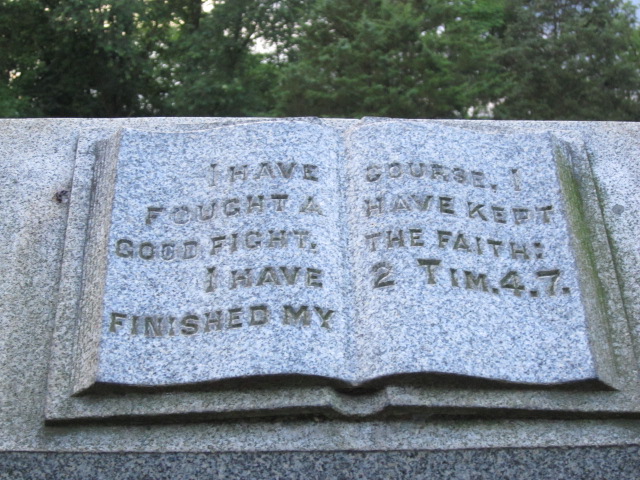 I HAVE
FOUGHT A
GOOD FIGHT.
I HAVE
FINISHED MY
COURSE, I
HAVE KEPT
THE FAITH:
2 TIM.4.7.